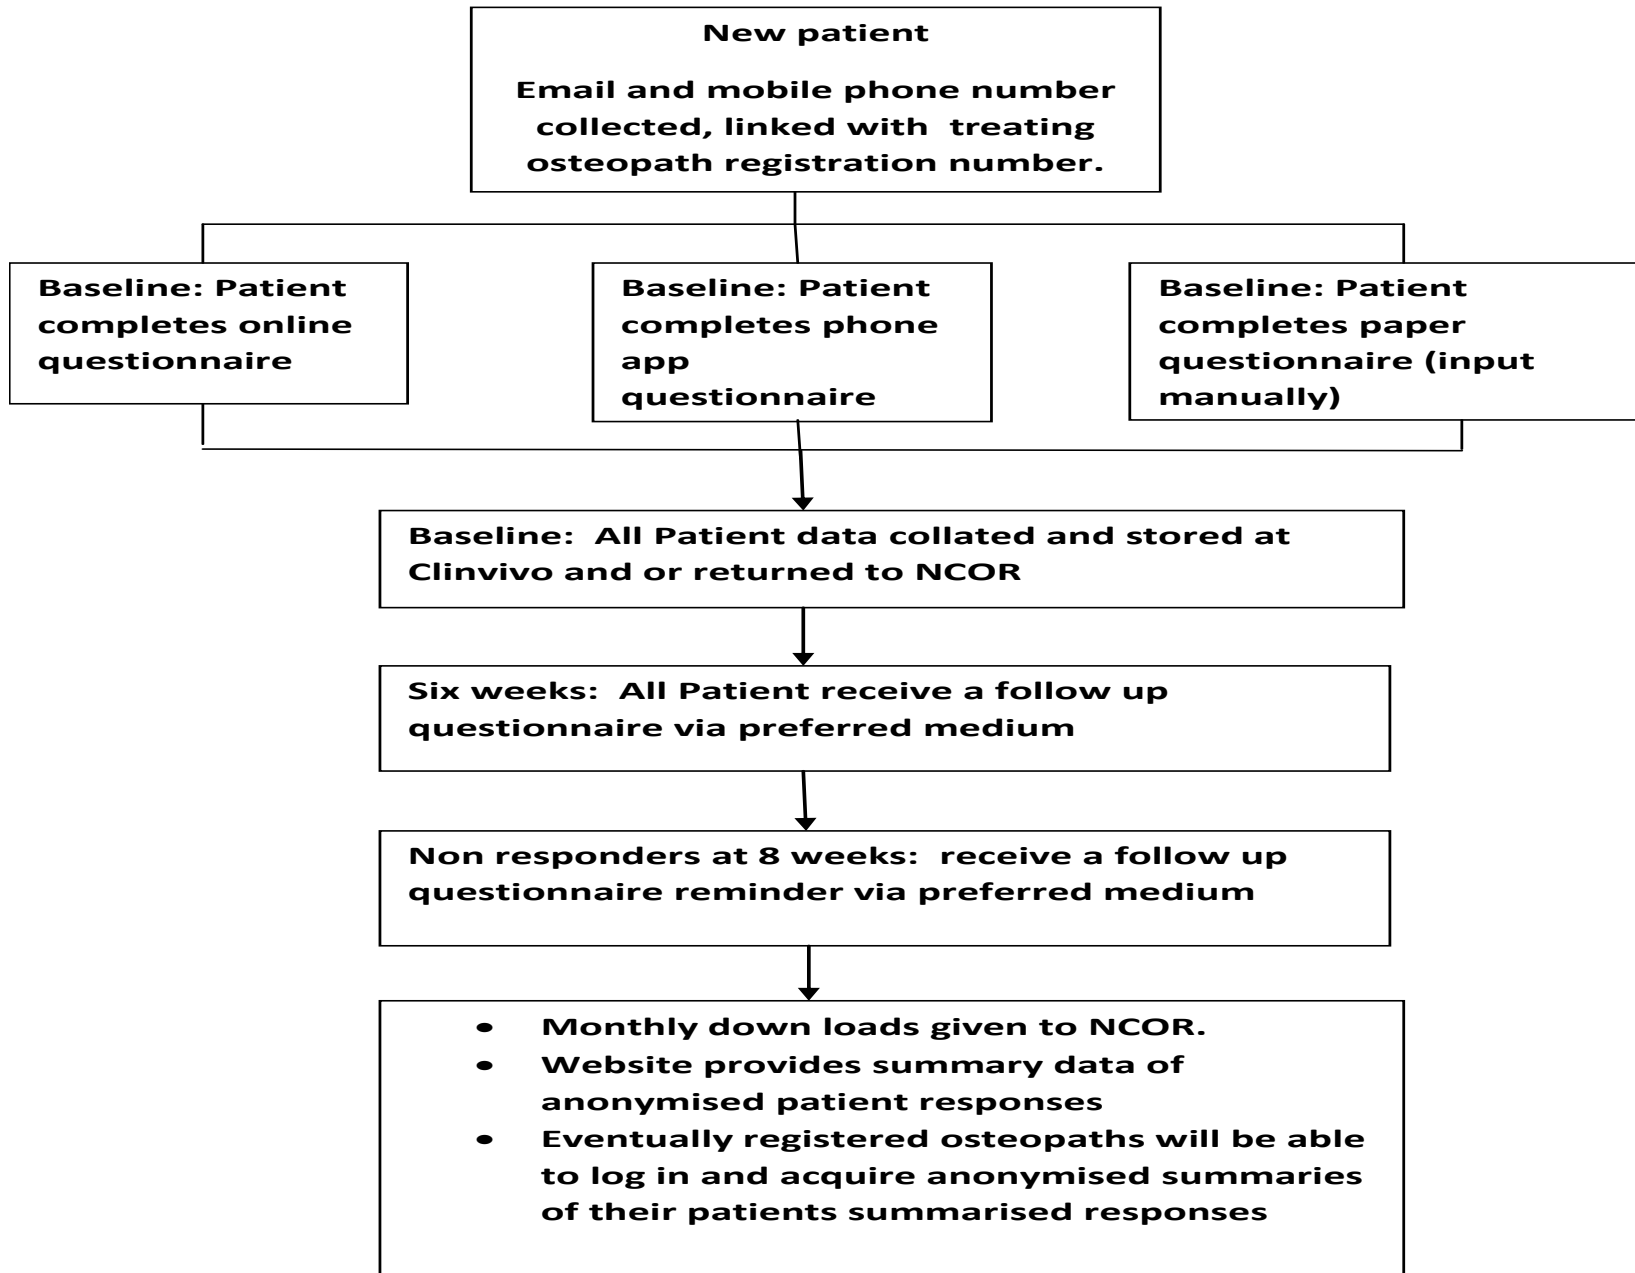 New patient
Email and mobile phone number
collected, linked with treating
osteopath registration number.
Baseline: Patient
completes online
questionnaire
Baseline: Patient
completes phone
app
questionnaire
Baseline: Patient
completes paper
questionnaire (input
manually)
Baseline: All Patient data collated and stored at
Clinvivo and or returned to NCOR
Six weeks: All Patient receive a follow up
questionnaire via preferred medium
Non responders at 8 weeks: receive a follow up
questionnaire reminder via preferred medium
• Monthly down loads given to NCOR.
• Website provides summary data of
anonymised patient responses
• Eventually registered osteopaths will be able
to log in and acquire anonymised summaries
of their patients summarised responses